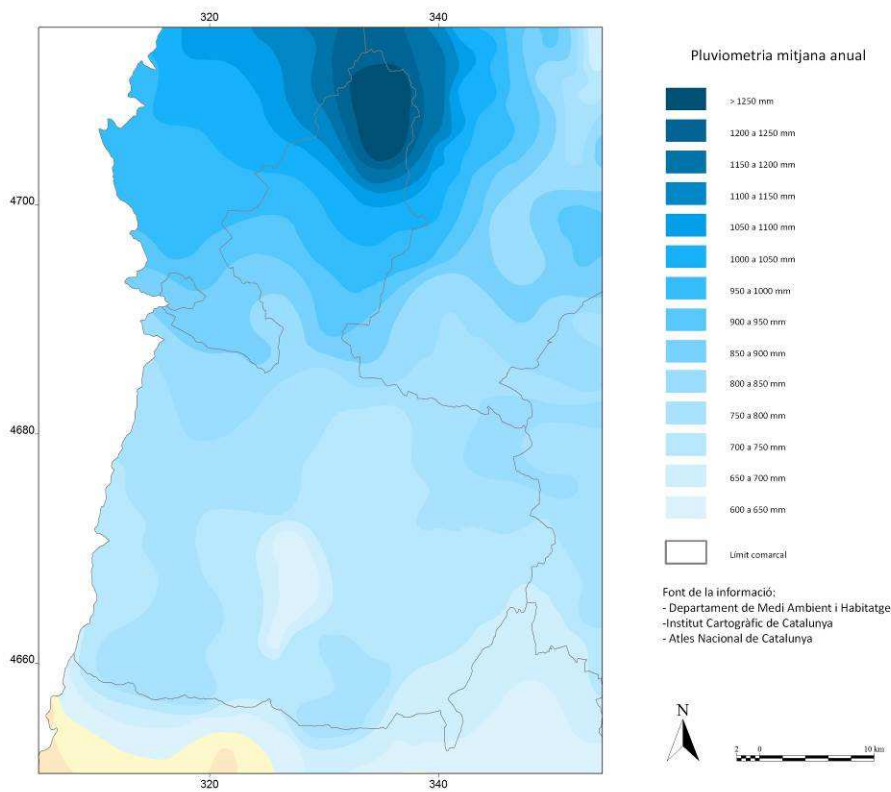 320
340
4700
4680
4660
320
340
Pluviometria mitjana anual
> 1250 mm
1200 a 1250 mm
1150 a 1200 mm
1100 a 1150 mm
1050 a 1100 mm
1000 a 1050 mm
950 a 1000 mm
900 a 950 mm
850 a 900 mm
800 a 850 mm
750 a 800 mm
700 a 750 mm
650 a 700 mm
600 a 650 mm
Límit comarcal
Font de la informació:
- Departament de Medi Ambient i Habitatge
-Institut Cartogràfic de Catalunya
- Atles Nacional de Catalunya
N
2 0 10 km